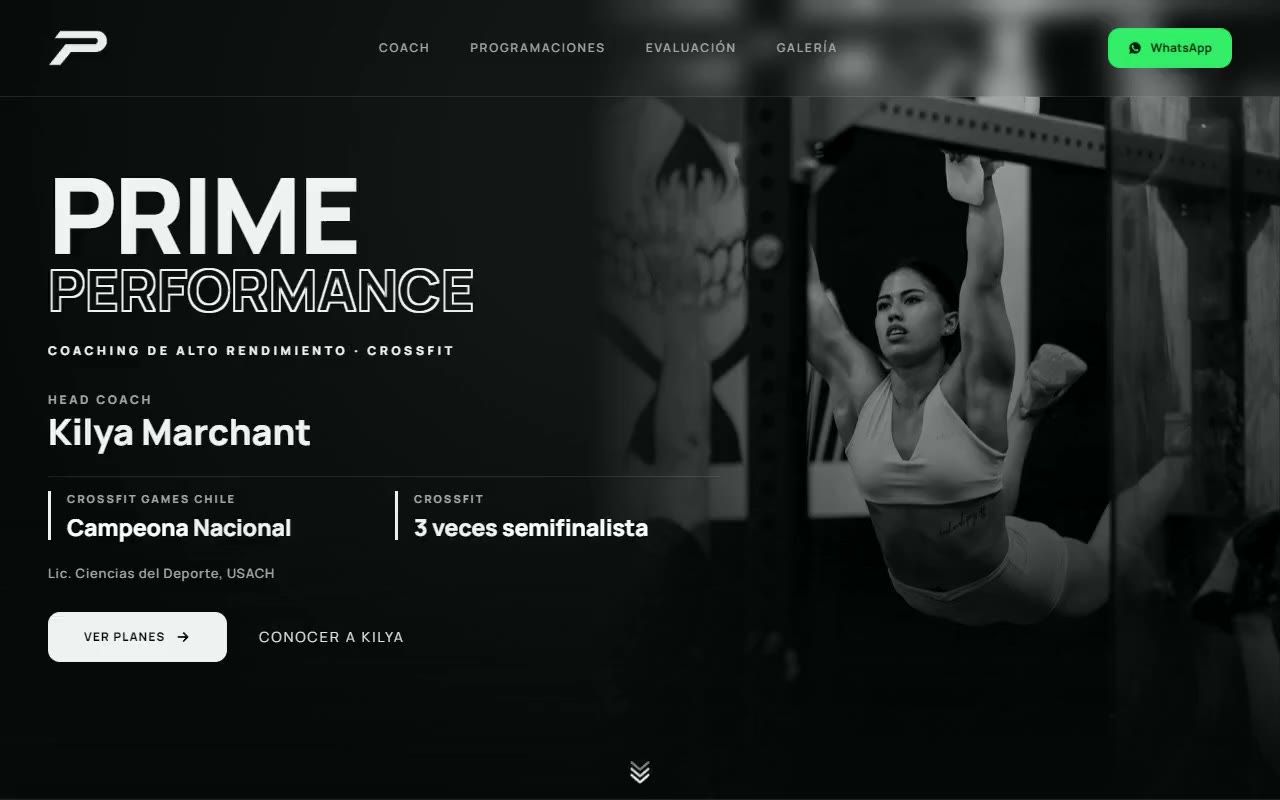 COACH
PROGRAMACIONES
EVALUACIÓN
GALERÍA
WhatsApp
PRIME
PERFORMANCE
COACHING DE ALTO RENDIMIENTO · CROSSFIT
HEAD COACH
Kilya Marchant
CROSSFIT GAMES CHILE
Campeona Nacional
CROSSFIT
3 veces semifinalista
Lic. Ciencias del Deporte, USACH
VER PLANES →
CONOCER A KILYA